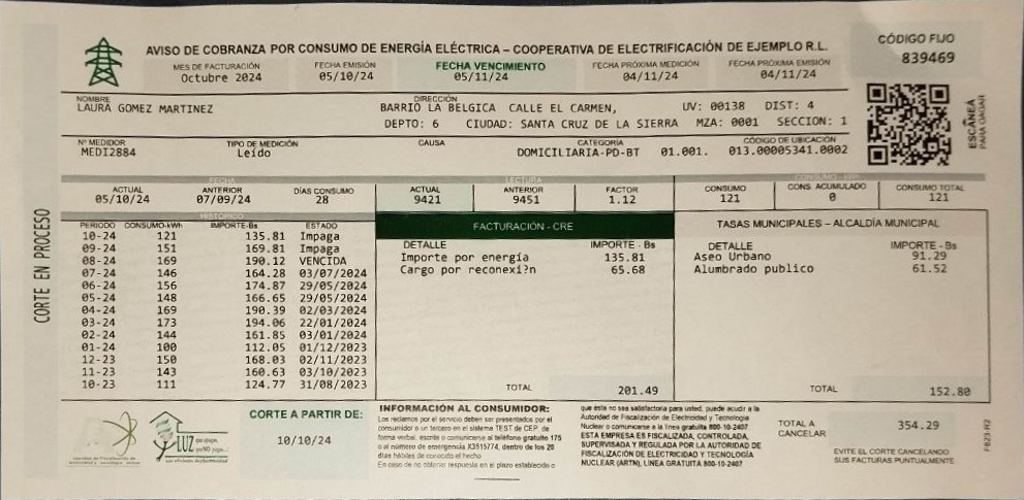 AVISO DE COBRANZA POR CONSUMO DE ENERGÍA ELÉCTRICA – COOPERATIVA DE ELECTRIFICACIÓN DE EJEMPLO R.L.
CÓDIGO FIJO
839469
MES DE FACTURACIÓN FECHA EMISIÓN FECHA VENCIMIENTO FECHA PRÓXIMA MEDICIÓN FECHA PRÓXIMA EMISIÓN
Octubre 2024 05/10/24 05/11/24 04/11/24 04/11/24
NOMBRE DIRECCIÓN
LAURA GOMEZ MARTINEZ BARRIO LA BELGICA CALLE EL CARMEN, UV: 00138 DIST: 4
DEPTO: 6 CIUDAD: SANTA CRUZ DE LA SIERRA MZA: 0001 SECCION: 1
ESCANEÁ
PARA PAGAR
N° MEDIDOR TIPO DE MEDICIÓN CAUSA CATEGORÍA CÓDIGO DE UBICACIÓN
MEDI2884 Leído DOMICILIARIA-PD-BT 01.001. 013.00005341.0002
FECHA LECTURA CONSUMO - kWh
ACTUAL ANTERIOR DÍAS CONSUMO ACTUAL ANTERIOR FACTOR CONSUMO CONS. ACUMULADO CONSUMO TOTAL
05/10/24 07/09/24 28 9421 9451 1.12 121 0 121
CORTE EN PROCESO
HISTÓRICO
PERIODO CONSUMO-kWh IMPORTE-Bs ESTADO
10-24 121 135.81 Impaga
09-24 151 169.81 Impaga
08-24 169 190.12 VENCIDA
07-24 146 164.28 03/07/2024
06-24 156 174.87 29/05/2024
05-24 148 166.65 29/05/2024
04-24 169 190.39 02/03/2024
03-24 173 194.06 22/01/2024
02-24 144 161.85 03/01/2024
01-24 100 112.05 01/12/2023
12-23 150 168.03 02/11/2023
11-23 143 160.63 03/10/2023
10-23 111 124.77 31/08/2023
FACTURACIÓN - CRE
DETALLE IMPORTE - Bs
Importe por energía 135.81
Cargo por reconexi?n 65.68
TOTAL 201.49
TASAS MUNICIPALES – ALCALDÍA MUNICIPAL
DETALLE IMPORTE - Bs
Aseo Urbano 91.29
Alumbrado publico 61.52
TOTAL 152.80
LUZ
CORTE A PARTIR DE:
10/10/24
INFORMACIÓN AL CONSUMIDOR:
Los reclamos por el servicio deben ser presentados por el
consumidor o un tercero en el sistema TEST de CEP, de
forma verbal, escrita o comunicarse al teléfono gratuito 175
o al número de emergencia X3515774, dentro de los 20
días hábiles de conocido el hecho
En caso de no obtener respuesta en el plazo establecido o
que ésta no sea satisfactoria para usted, puede acudir a la
Autoridad de Fiscalización de Electricidad y Tecnología
Nuclear o comunicarse a la línea gratuita 800-10-2407
ESTA EMPRESA ES FISCALIZADA, CONTROLADA,
SUPERVISADA Y REGULADA POR LA AUTORIDAD DE
FISCALIZACIÓN DE ELECTRICIDAD Y TECNOLOGÍA
NUCLEAR (ARTN), LINEA GRATUITA 800-10-2407
TOTAL A
CANCELAR
354.29
EVITE EL CORTE CANCELANDO
SUS FACTURAS PUNTUALMENTE
F623 R2